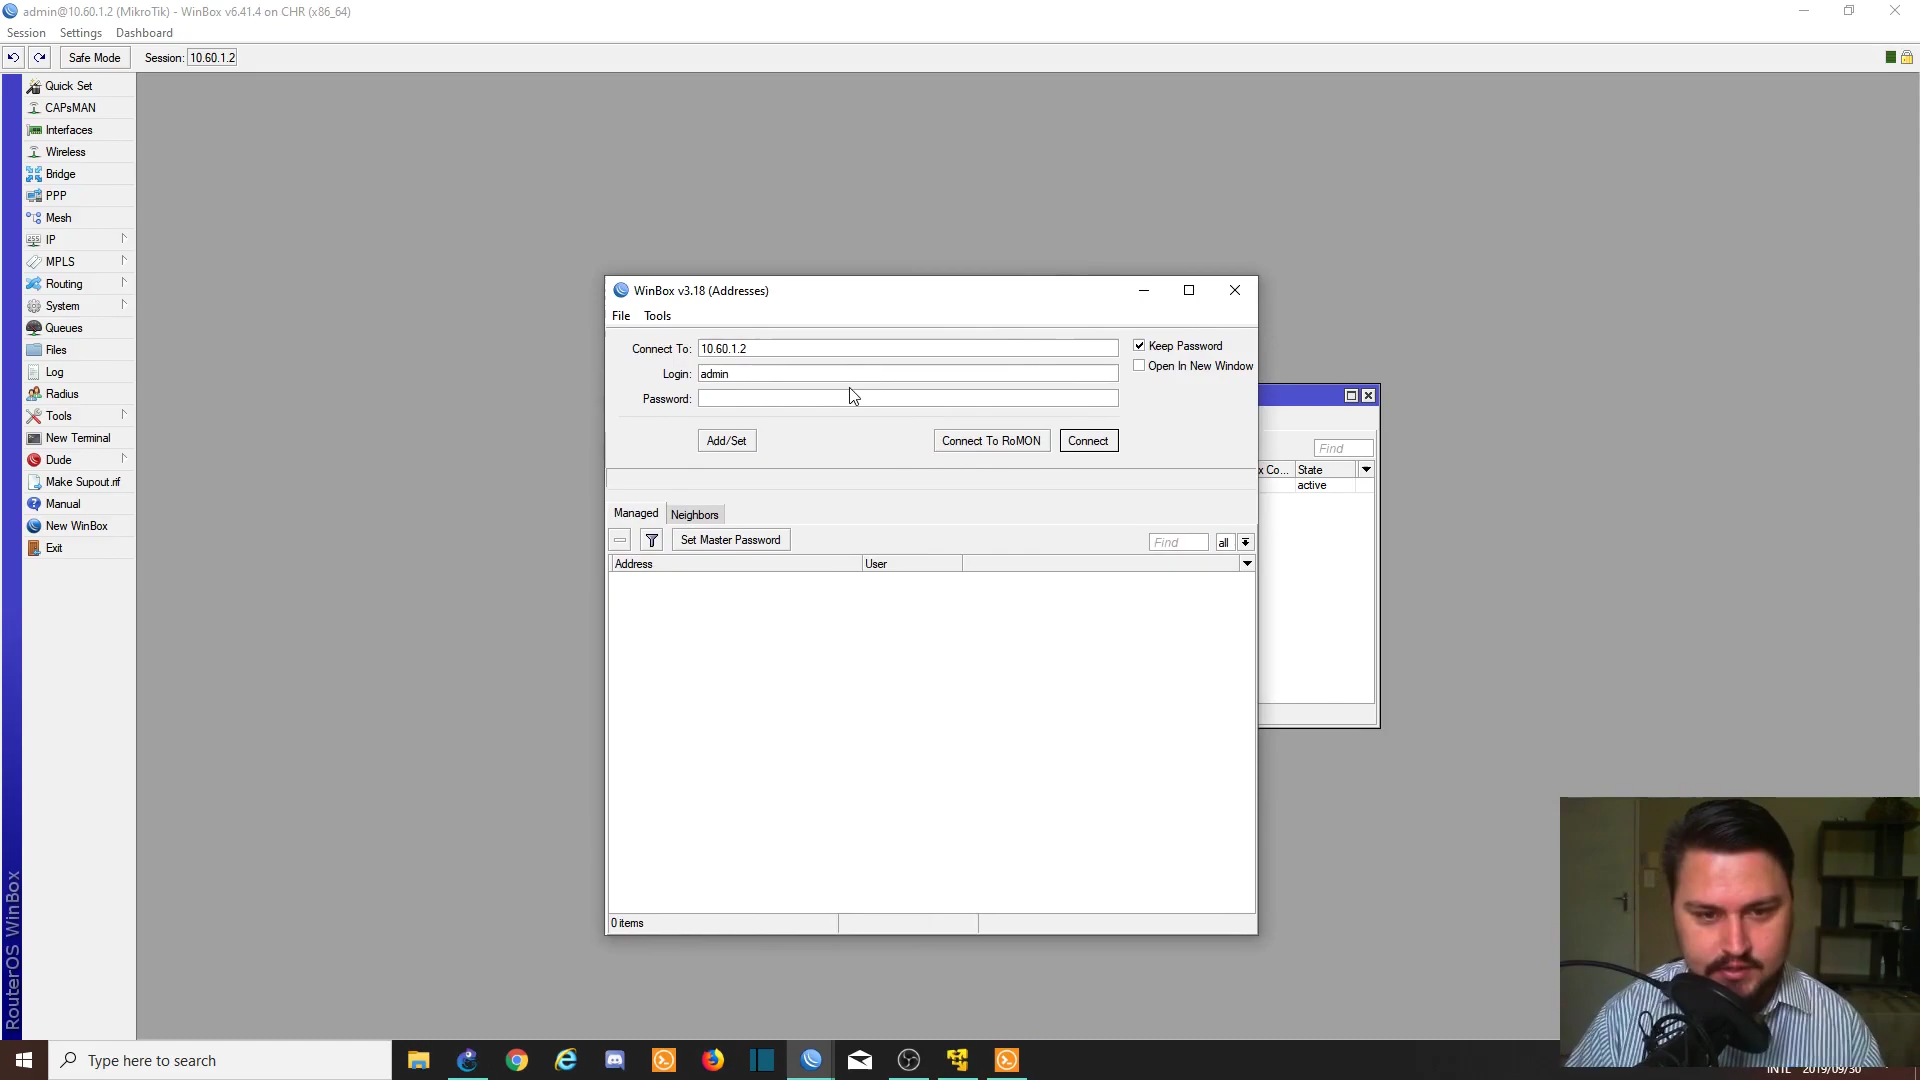 admin@10.60.1.2 (MikroTik) - WinBox v6.41.4 on CHR (x86_64)
Session Settings Dashboard
Safe Mode Session: 10.60.1.2
Quick Set
CAPsMAN
Interfaces
Wireless
Bridge
PPP
Mesh
IP
MPLS
Routing
System
Queues
Files
Log
Radius
Tools
New Terminal
Dude
Make Supout.rif
Manual
New WinBox
Exit
RouterOS WinBox
WinBox v3.18 (Addresses)
File Tools
Connect To: 10.60.1.2
Keep Password
Login: admin
Open In New Window
Password:
Add/Set Connect To RoMON Connect
Managed Neighbors
Set Master Password Find all
Address User
0 items
Find
x Co... State
active
Type here to search
INTL 2019/09/30